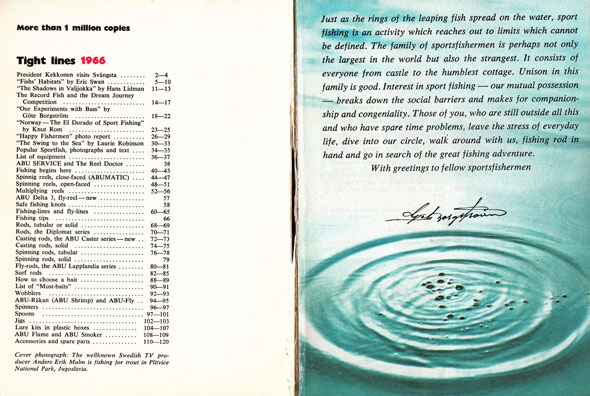 More than 1 million copies
Tight lines 1966
President Kekkonen visits Svängsta ........ 2—4
"Fishs' Habitats" by Eric Swan ........... 5—10
"The Shadows in Valljokka" by Hans Lidman 11—13
The Record Fish and the Dream Journey
Competition ............ 14—17
"Our Experiments with Bass" by
Göte Borgström ............ 18—22
"Norway—The El Dorado of Sport Fishing"
by Knut Rom ............ 23—25
"Happy Fishermen" photo report ......... 26—29
"The Swing to the Sea" by Laurie Robinson 30—33
Popular Sportfish, photographs and text .... 34—35
List of equipment ............ 36—37
ABU SERVICE and The Reel Doctor ...... 38
Fishing begins here ............ 40—43
Spinnig reels, close-faced (ABUMATIC) .. 44—47
Spinning reels, open-faced ............ 48—51
Multiplying reels ............ 52—56
ABU Delta 3, fly-reel—new ............ 57
Safe fishing knots ............ 58
Fishing-lines and fly-lines ............ 60—65
Fishing tips ............ 66
Rods, tubular or solid ............ 68—69
Rods, the Diplomat series ............ 70—71
Casting rods, the ABU Caster series—new .. 72—73
Casting rods, solid ............ 74—75
Spinning rods, tubular ............ 76—78
Spinning rods, solid ............ 79
Fly-rods, the ABU Lapplandia series ...... 80—81
Surf rods ............ 82—85
How to choose a bait ............ 88—89
List of "Must-baits" ............ 90—91
Wobblers ............ 92—93
ABU-Räkan (ABU Shrimp) and ABU-Fly .. 94—95
Spinners ............ 96—97
Spoons ............ 97—101
Jigs ............ 102—103
Lure kits in plastic boxes ............ 104—107
ABU Flame and ABU Smoker ............ 108—109
Accessories and spare parts ............ 110—120
Cover photograph: The wellknown Swedish TV pro-
ducer Anders Erik Malm is fishing for trout in Plitvice
National Park, Jugoslavia.
Just as the rings of the leaping fish spread on the water, sport
fishing is an activity which reaches out to limits which cannot
be defined. The family of sportsfishermen is perhaps not only
the largest in the world but also the strangest. It consists of
everyone from castle to the humblest cottage. Unison in this
family is good. Interest in sport fishing — our mutual possession
— breaks down the social barriers and makes for companion-
ship and congeniality. Those of you, who are still outside all this
and who have spare time problems, leave the stress of everyday
life, dive into our circle, walk around with us, fishing rod in
hand and go in search of the great fishing adventure.
With greetings to fellow sportsfishermen